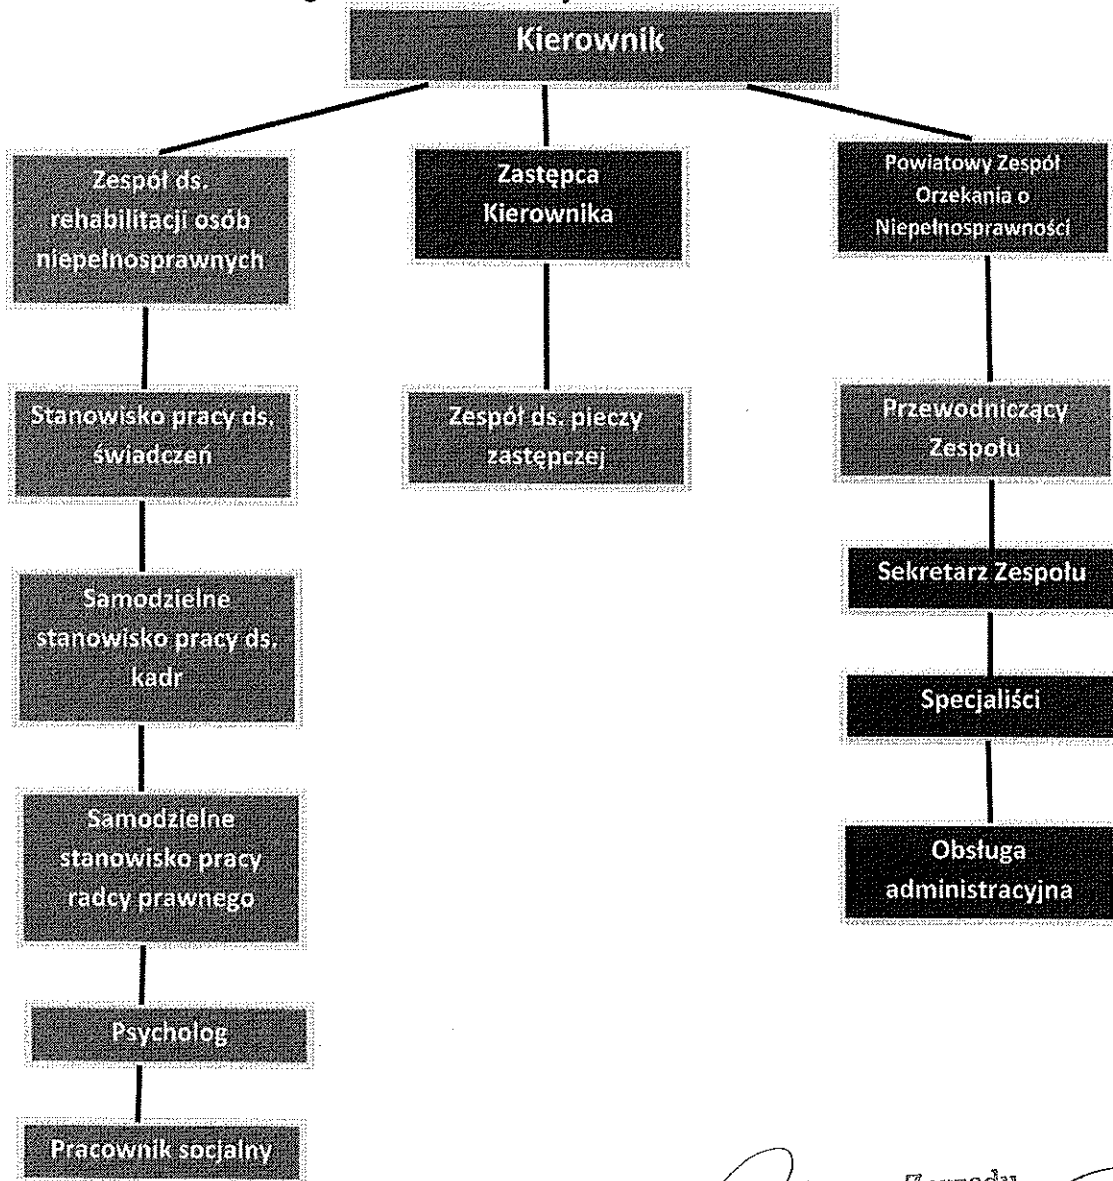 Kierownik
Zespół ds.
rehabilitacji osób
niepełnosprawnych
Zastępca
Kierownika
Powiatowy Zespół
Orzekania o
Niepełnosprawności
Stanowisko pracy ds.
świadczeń
Zespół ds. pieczy
zastępczej
Przewodniczący
Zespołu
Samodzielne
stanowisko pracy ds.
kadr
Sekretarz Zespołu
Specjaliści
Samodzielne
stanowisko pracy
radcy prawnego
Obsługa
administracyjna
Psycholog
Pracownik socjalny
Zarządu